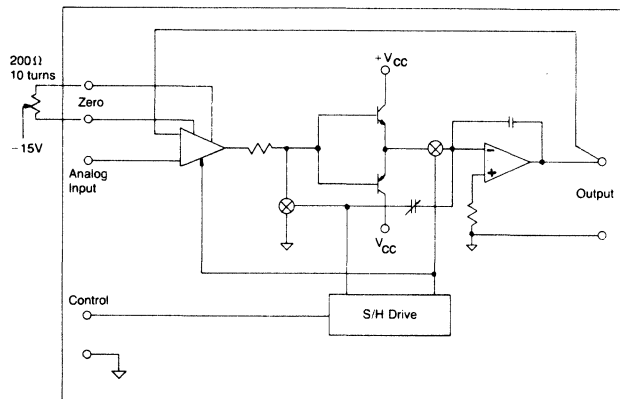 200Ω
10 turns
Zero
−15V
Analog
Input
+VCC
VCC
−
+
Output
Control
S/H Drive